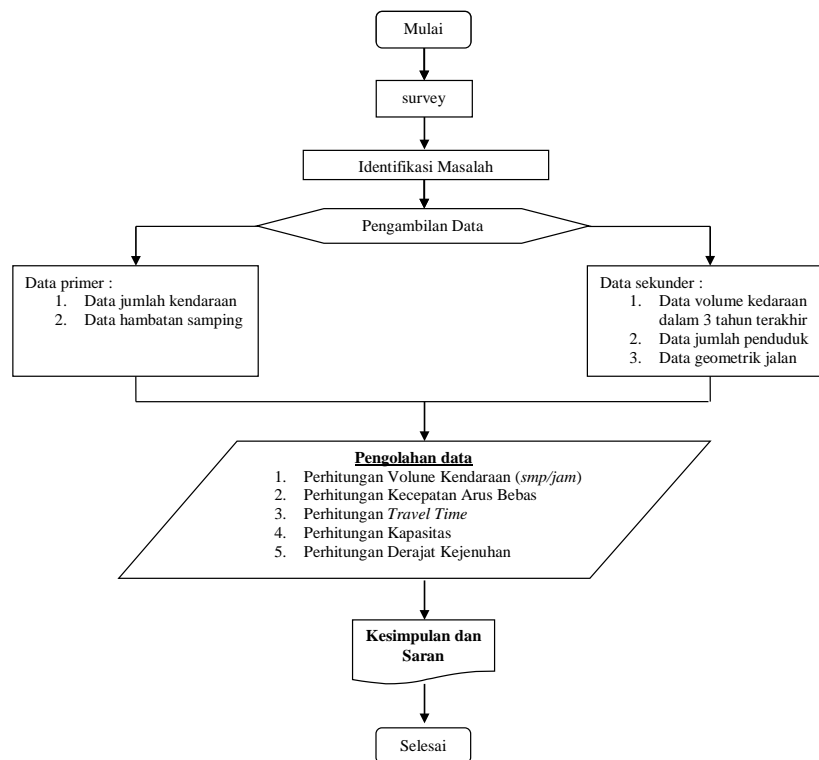 Mulai
survey
Identifikasi Masalah
Pengambilan Data
Data primer :
1. Data jumlah kendaraan
2. Data hambatan samping
Data sekunder :
1. Data volume kedaraan
dalam 3 tahun terakhir
2. Data jumlah penduduk
3. Data geometrik jalan
Pengolahan data
1. Perhitungan Volune Kendaraan (smp/jam)
2. Perhitungan Kecepatan Arus Bebas
3. Perhitungan Travel Time
4. Perhitungan Kapasitas
5. Perhitungan Derajat Kejenuhan
Kesimpulan dan
Saran
Selesai